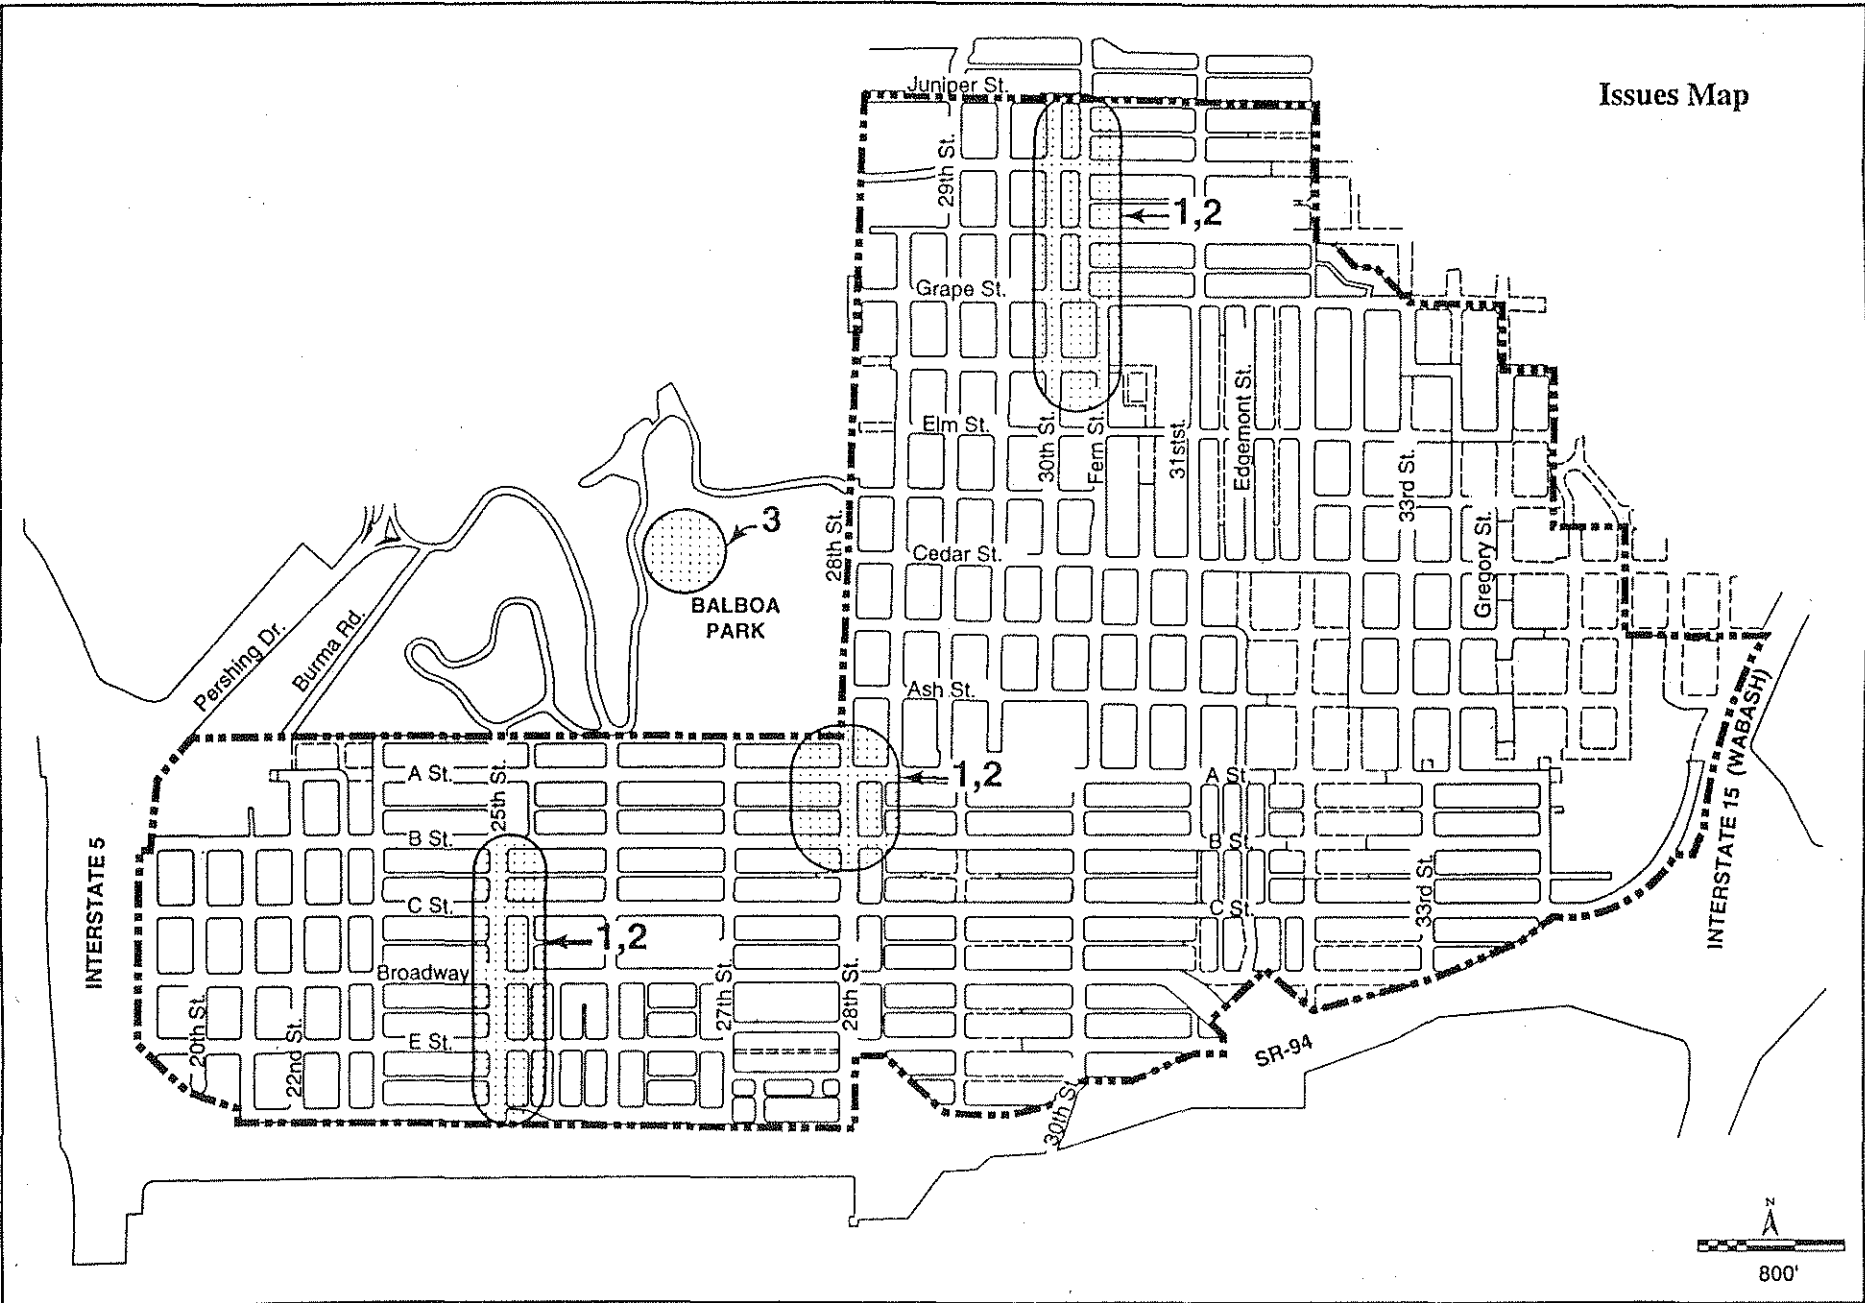 Issues Map
Juniper St.
29th St.
1,2
Grape St.
Elm St.
30th St.
Fern St.
31stst.
Edgemont St.
33rd St.
Gregory St.
3
28th St.
Cedar St.
BALBOA
PARK
Pershing Dr.
Burma Rd.
Ash St.
INTERSTATE 15 (WABASH)
A St.
25th St.
1,2
A St
B St.
B St.
INTERSTATE 5
C St.
C St.
33rd St.
1,2
Broadway
27th St.
28th St.
20th St.
22nd St.
E St.
SR-94
30th St.
N
800'